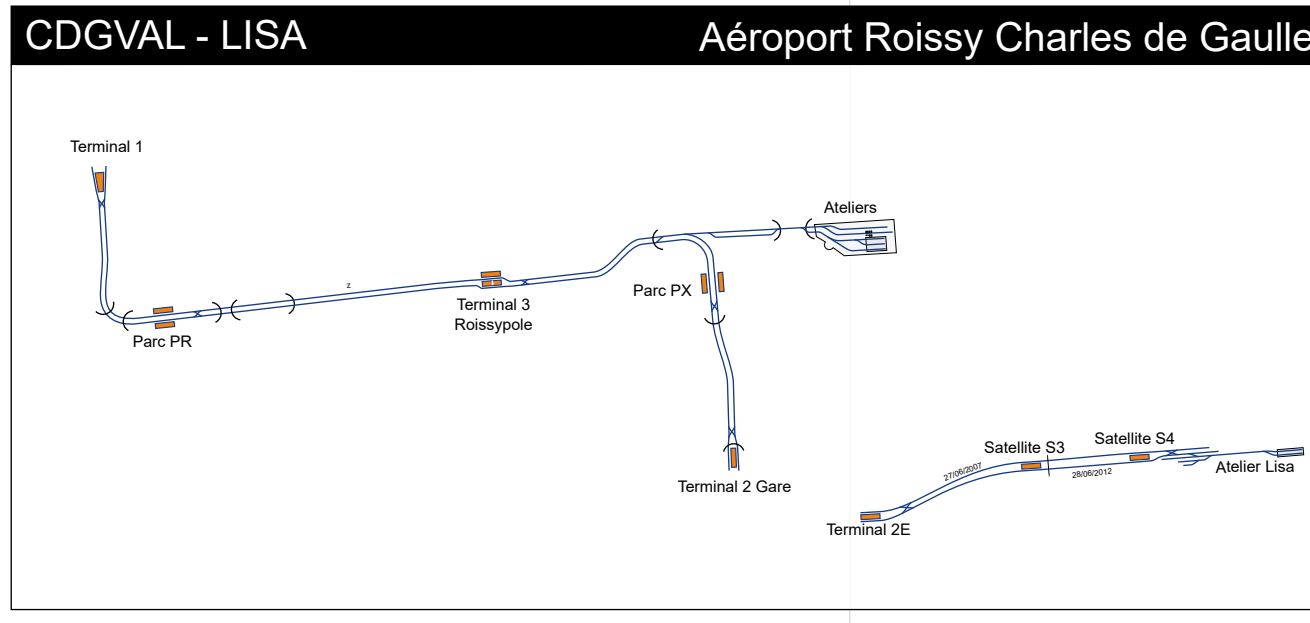 CDGVAL - LISA
Aéroport Roissy Charles de Gaulle
Terminal 1
Ateliers
z
Parc PX
Terminal 3
Roissypole
Parc PR
Terminal 2 Gare
Satellite S3
Satellite S4
27/06/2007
28/06/2012
Atelier Lisa
Terminal 2E